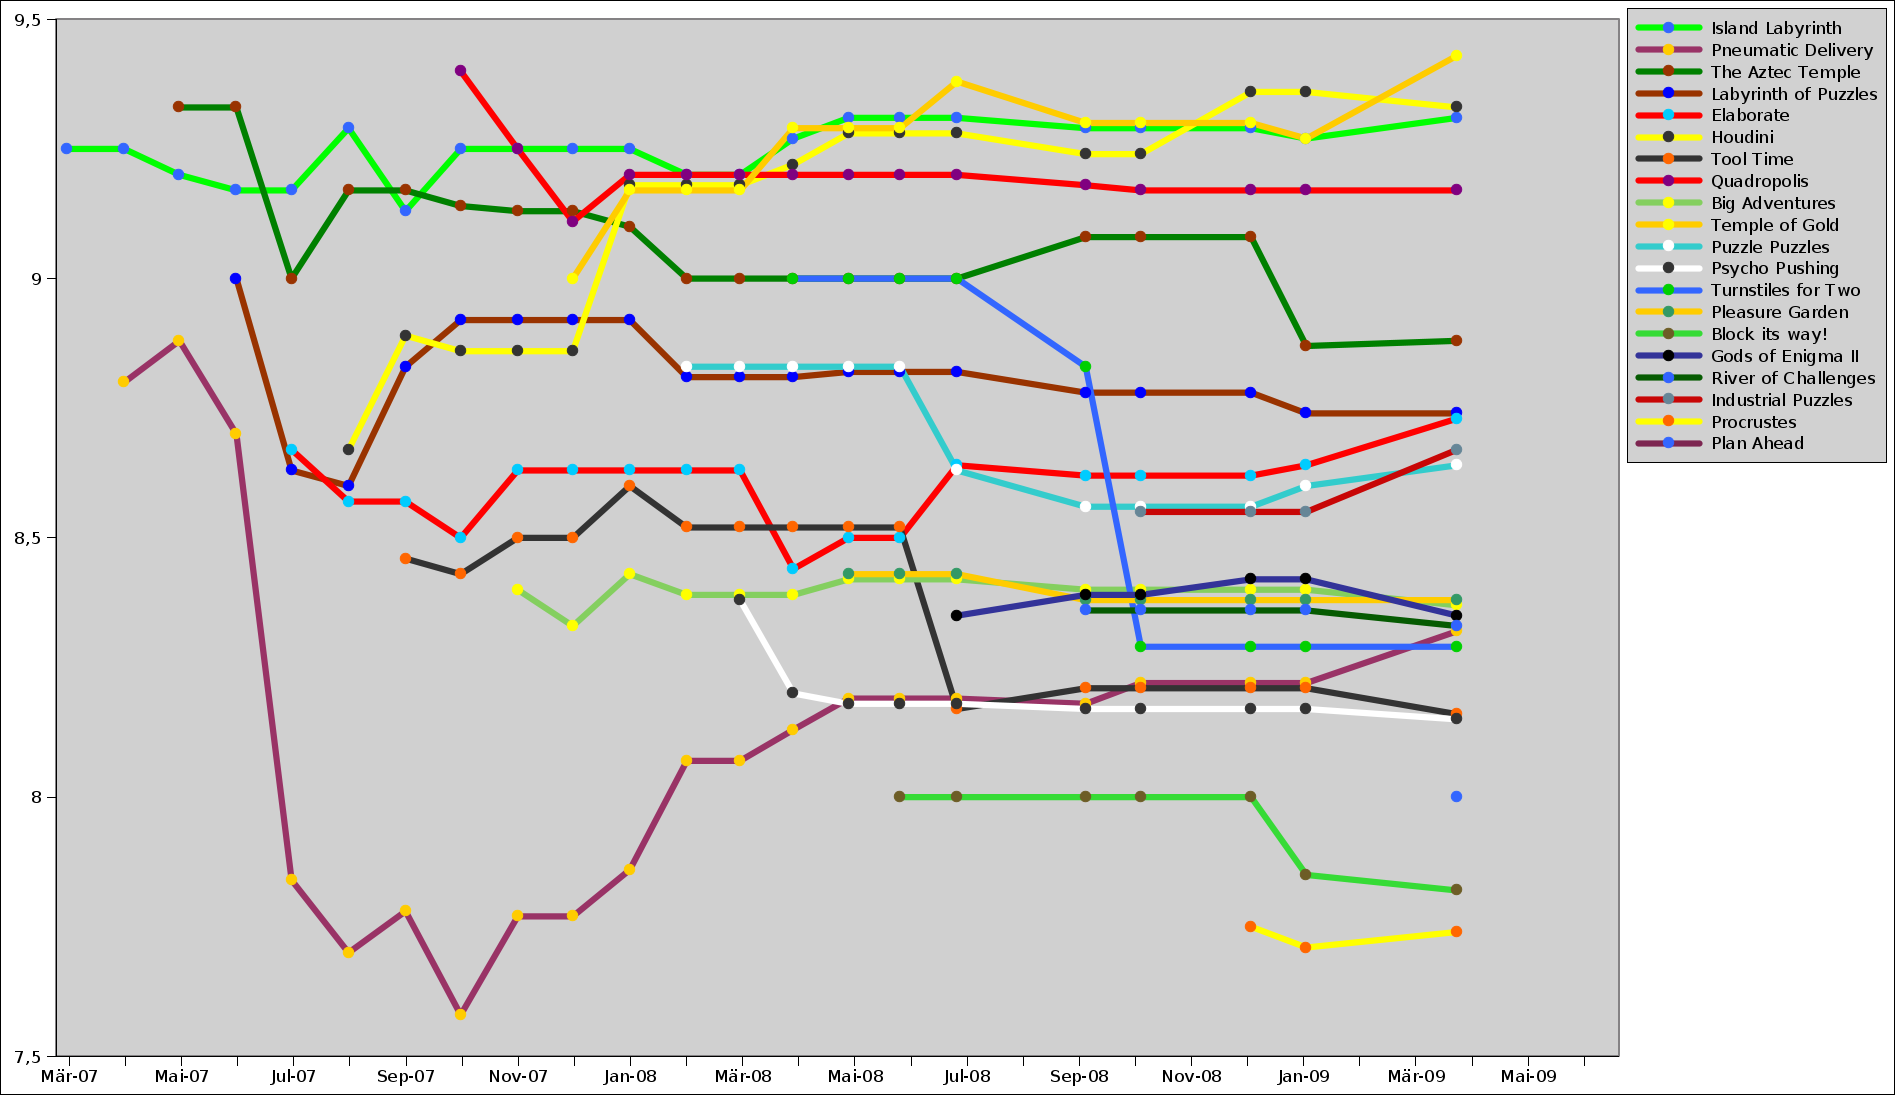 9,5
9
8,5
8
7,5
Mär-07 Mai-07 Jul-07 Sep-07 Nov-07 Jan-08 Mär-08 Mai-08 Jul-08 Sep-08 Nov-08 Jan-09 Mär-09 Mai-09
Island Labyrinth
Pneumatic Delivery
The Aztec Temple
Labyrinth of Puzzles
Elaborate
Houdini
Tool Time
Quadropolis
Big Adventures
Temple of Gold
Puzzle Puzzles
Psycho Pushing
Turnstiles for Two
Pleasure Garden
Block its way!
Gods of Enigma II
River of Challenges
Industrial Puzzles
Procrustes
Plan Ahead